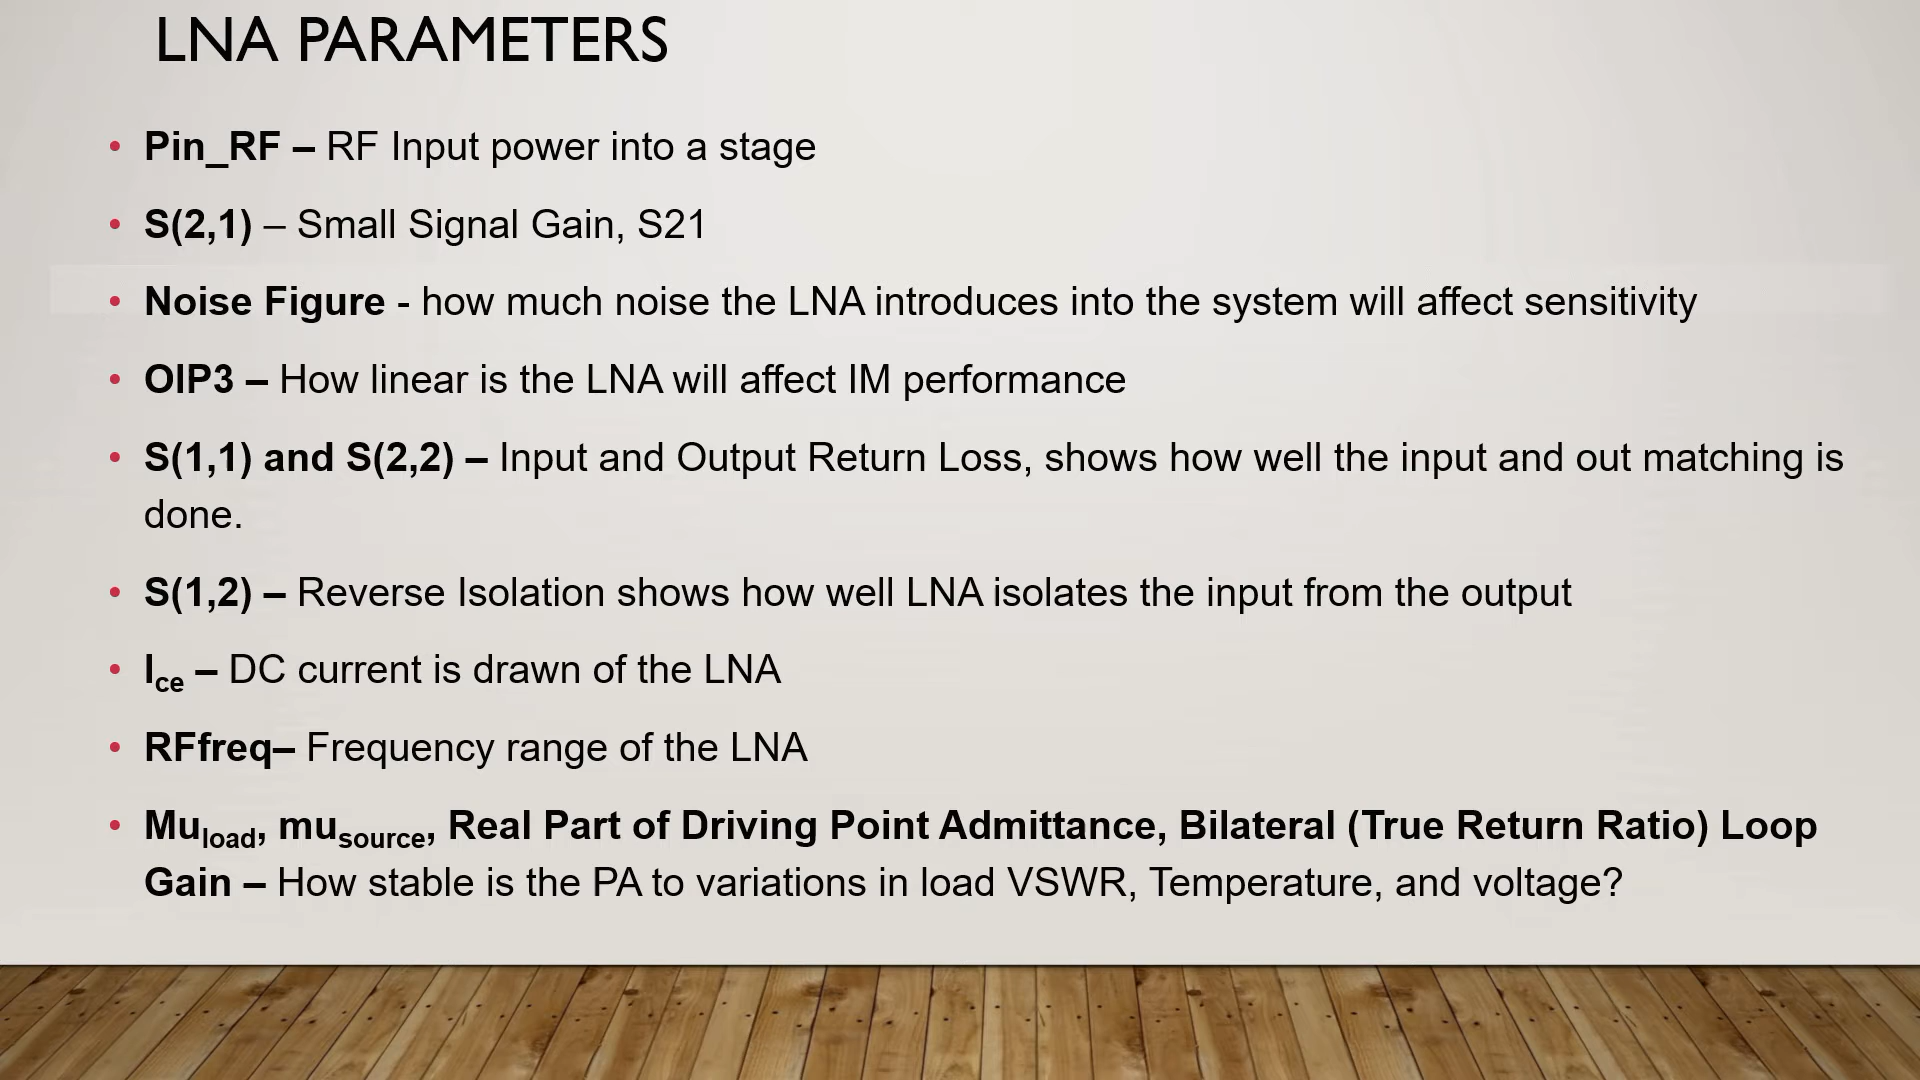 LNA PARAMETERS
• Pin_RF – RF Input power into a stage
• S(2,1) – Small Signal Gain, S21
• Noise Figure - how much noise the LNA introduces into the system will affect sensitivity
• OIP3 – How linear is the LNA will affect IM performance
• S(1,1) and S(2,2) – Input and Output Return Loss, shows how well the input and out matching is
done.
• S(1,2) – Reverse Isolation shows how well LNA isolates the input from the output
• Ice – DC current is drawn of the LNA
• RFfreq– Frequency range of the LNA
• Muload, musource, Real Part of Driving Point Admittance, Bilateral (True Return Ratio) Loop
Gain – How stable is the PA to variations in load VSWR, Temperature, and voltage?